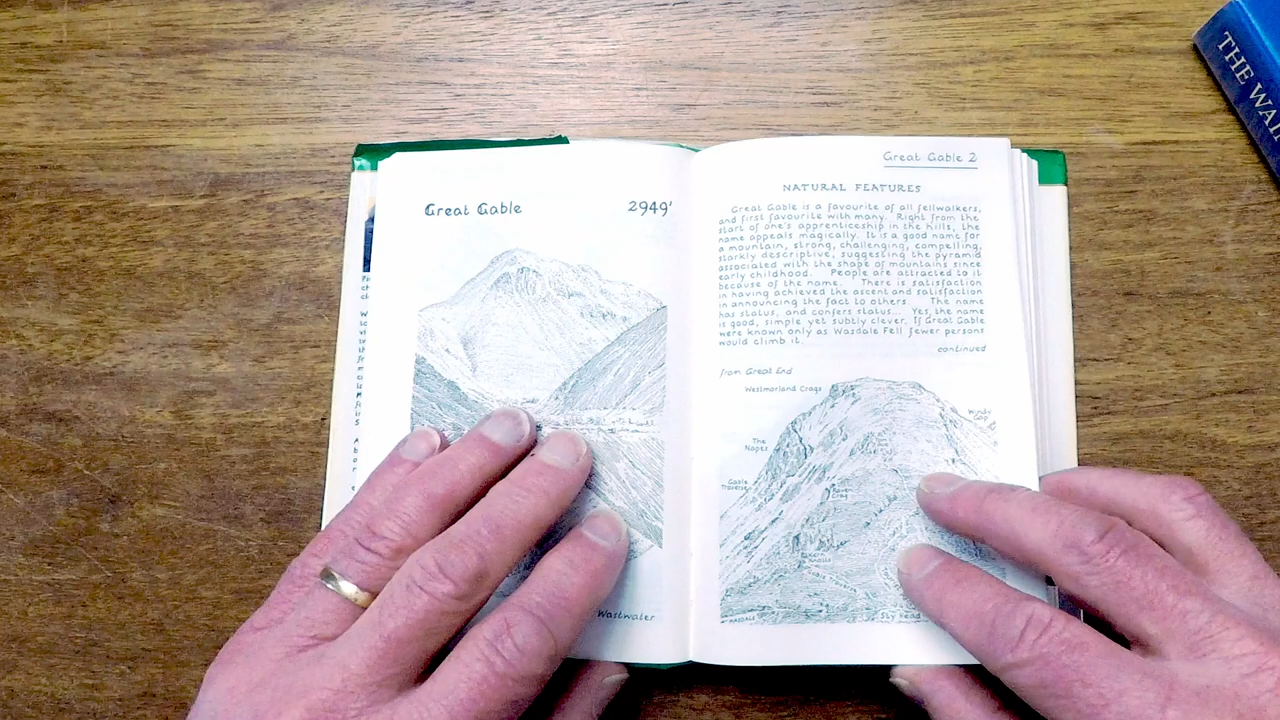 THE WAI
Great Gable 2949'
Wastwater
Great Gable 2
NATURAL FEATURES
Great Gable is a favourite of all fellwalkers,
and first favourite with many. Right from the
start of one's apprenticeship in the hills, the
name appeals magically. It is a good name for
a mountain, strong, challenging, compelling,
starkly descriptive, suggesting the pyramid
associated with the shape of mountains since
early childhood. People are attracted to it
because of the name. There is satisfaction
in having achieved the ascent and satisfaction
in announcing the fact to others. The name
has status, and confers status... Yes, the name
is good, simple yet subtly clever. If Great Gable
were known only as Wasdale Fell fewer persons
would climb it.
continued
from Great End
Westmorland Crags
Windy
Gap
The
Napes
Gable
Traverse
Raven
Crag
Kern
Knotts
WASDALE
Sty Head